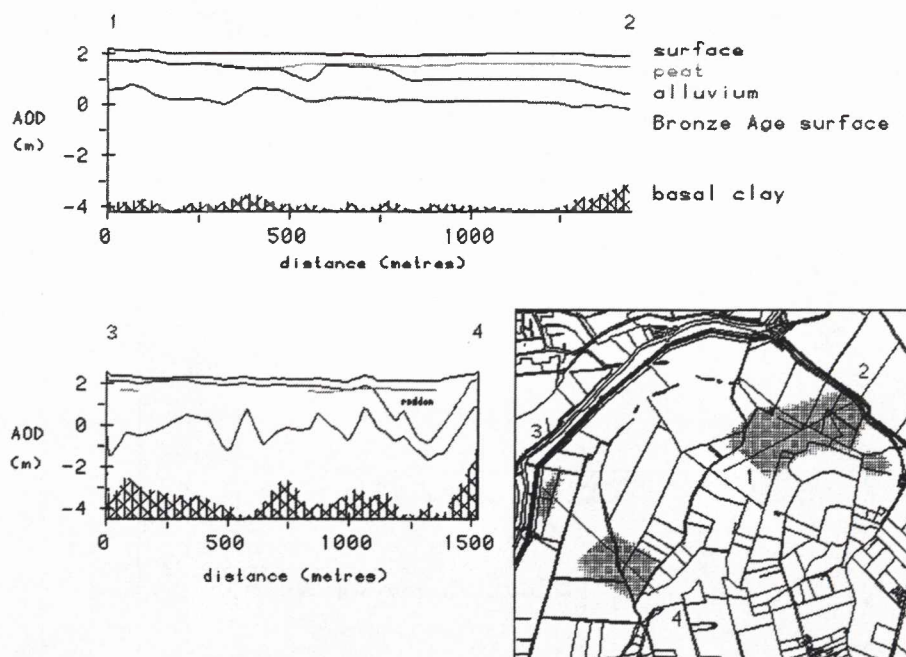 1 2
2
0
-2
-4
AOD
(m)
surface
peat
alluvium
Bronze Age surface
basal clay
0 500 1000
distance (metres)
3 4
2
0
-2
-4
AOD
(m)
roddon
0 500 1000 1500
distance (metres)
2
3
1
4